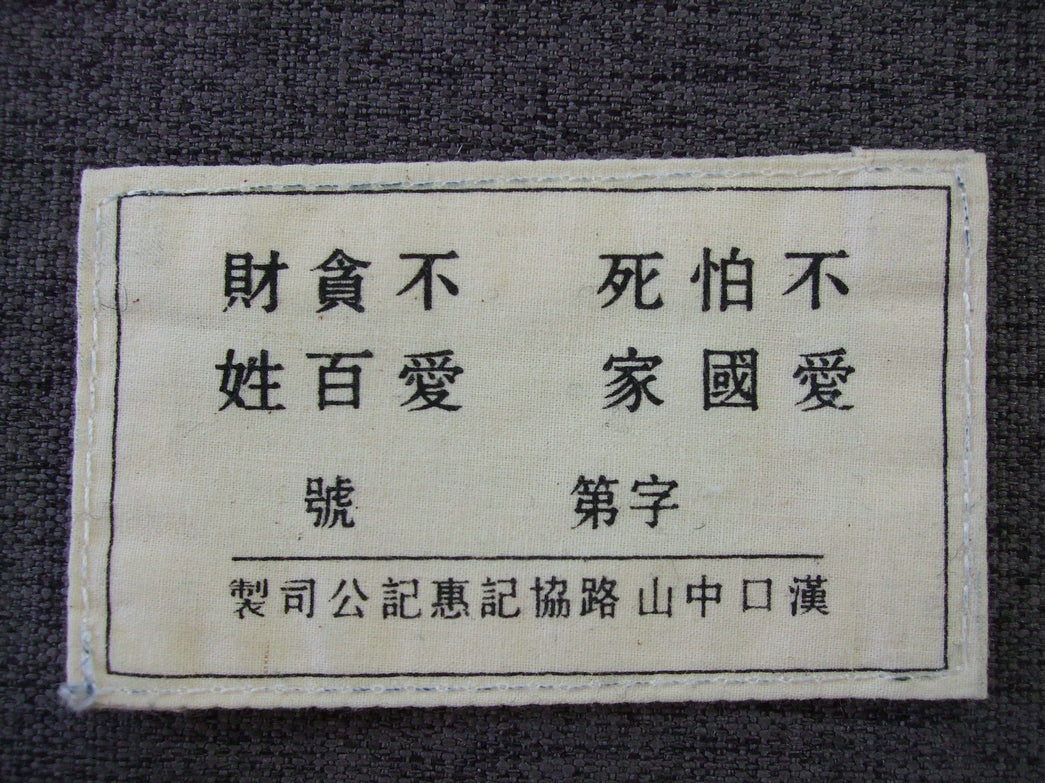 不怕死 不貪財
愛國家 愛百姓
字第 號
漢口中山路協記惠記公司製